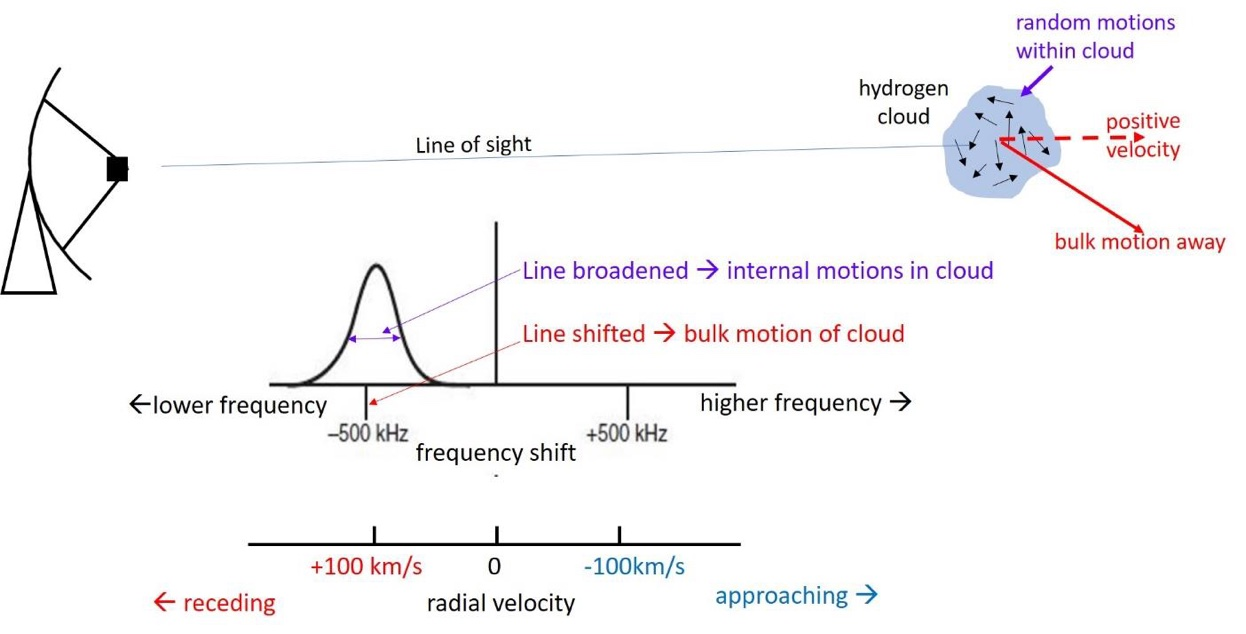 random motions
within cloud
hydrogen
cloud
positive
velocity
Line of sight
bulk motion away
Line broadened → internal motions in cloud
Line shifted → bulk motion of cloud
←lower frequency
higher frequency →
–500 kHz
+500 kHz
frequency shift
+100 km/s
0
-100km/s
← receding
radial velocity
approaching →